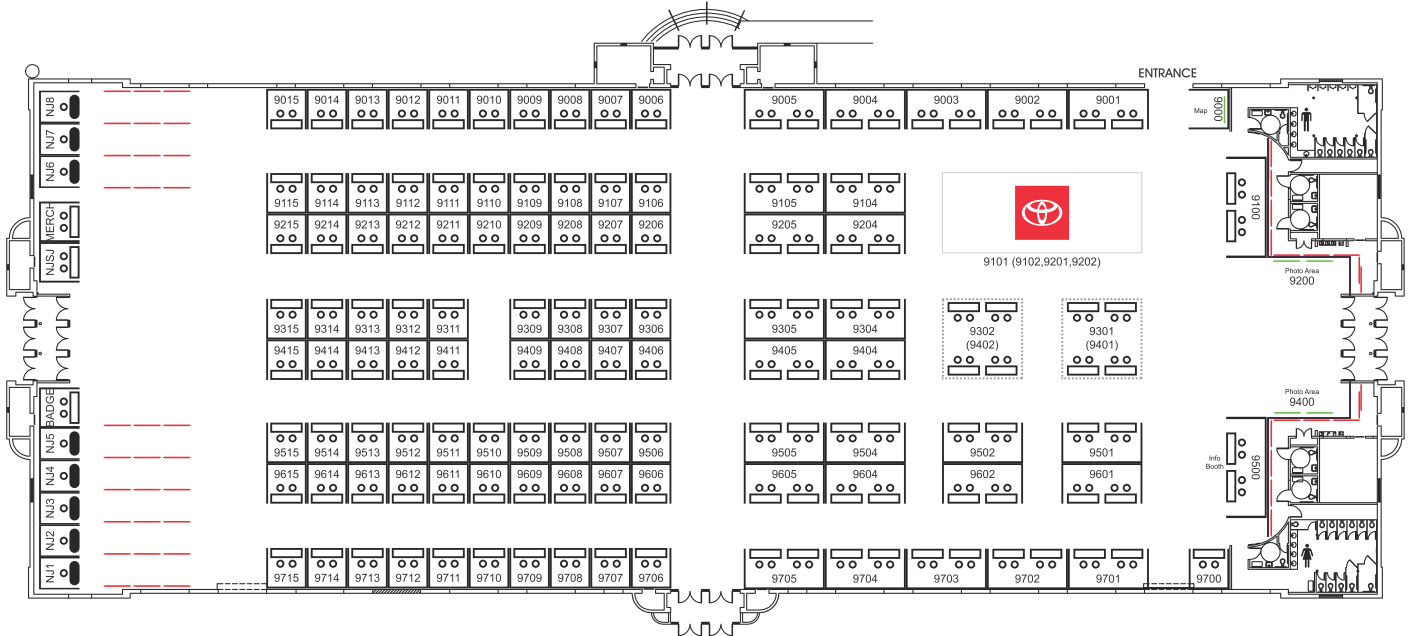 ENTRANCE
NJ8
9015 9014 9013 9012 9011 9010 9009 9008 9007 9006 9005 9004 9003 9002 9001
Map
9000
NJ7
NJ6
9115 9114 9113 9112 9111 9110 9109 9108 9107 9106 9105 9104
9100
MERCH
9215 9214 9213 9212 9211 9210 9209 9208 9207 9206 9205 9204
NJSJ
9101 (9102,9201,9202)
Photo Area
9200
9315 9314 9313 9312 9311 9309 9308 9307 9306 9305 9304 9302 9301
9415 9414 9413 9412 9411 9409 9408 9407 9406 9405 9404 (9402) (9401)
BADGE
Photo Area
9400
NJ5
9515 9514 9513 9512 9511 9510 9509 9508 9507 9506 9505 9504 9502 9501
Info
Booth
9500
NJ4
9615 9614 9613 9612 9611 9610 9609 9608 9607 9606 9605 9604 9602 9601
NJ3
NJ2
NJ1
9715 9714 9713 9712 9711 9710 9709 9708 9707 9706 9705 9704 9703 9702 9701 9700